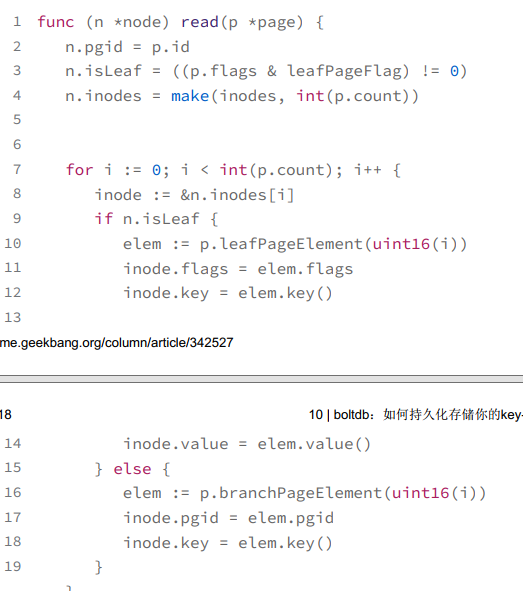 1 func (n *node) read(p *page) {
2 n.pgid = p.id
3 n.isLeaf = ((p.flags & leafPageFlag) != 0)
4 n.inodes = make(inodes, int(p.count))
5
6
7 for i := 0; i < int(p.count); i++ {
8 inode := &n.inodes[i]
9 if n.isLeaf {
10 elem := p.leafPageElement(uint16(i))
11 inode.flags = elem.flags
12 inode.key = elem.key()
13
me.geekbang.org/column/article/342527
18 10 | boltdb：如何持久化存储你的key-
14 inode.value = elem.value()
15 } else {
16 elem := p.branchPageElement(uint16(i))
17 inode.pgid = elem.pgid
18 inode.key = elem.key()
19 }